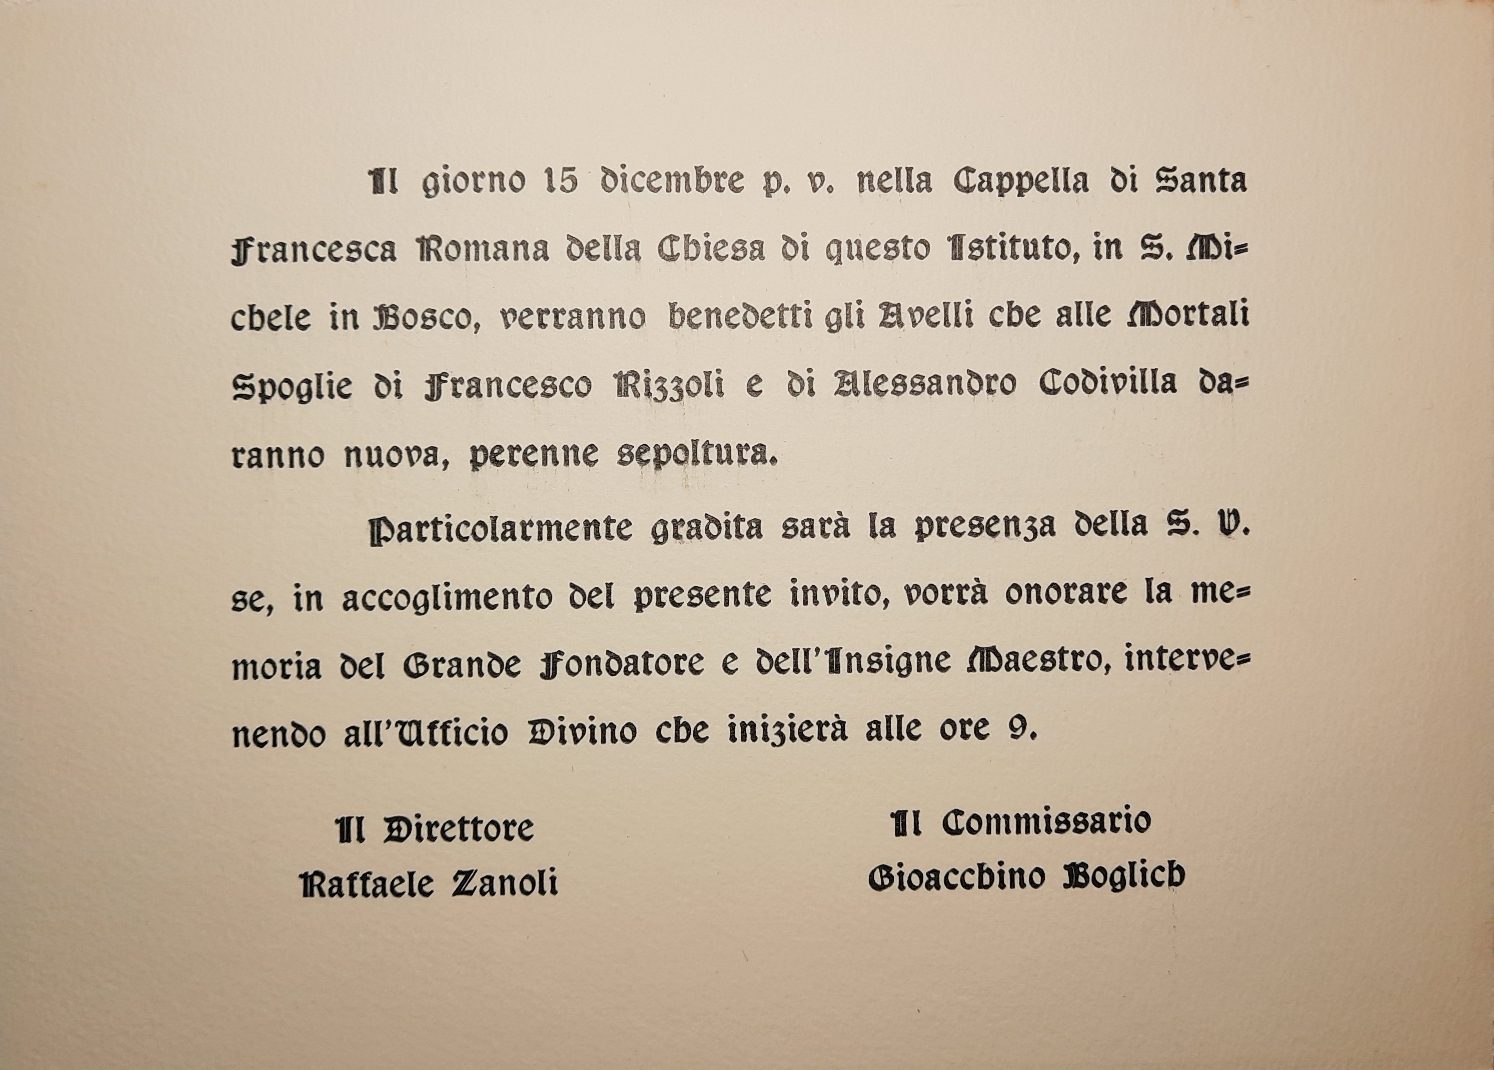 Il giorno 15 dicembre p. v. nella Cappella di Santa
Francesca Romana della Chiesa di questo Istituto, in S. Mi=
chele in Bosco, verranno benedetti gli Avelli che alle Mortali
Spoglie di Francesco Rizzoli e di Alessandro Codivilla da=
ranno nuova, perenne sepoltura.
Particolarmente gradita sarà la presenza della S. V.
se, in accoglimento del presente invito, vorrà onorare la me=
moria del Grande Fondatore e dell'Insigne Maestro, interve=
nendo all'Ufficio Divino che inizierà alle ore 9.
Il Direttore
Raffaele Zanoli
Il Commissario
Gioacchino Boglich